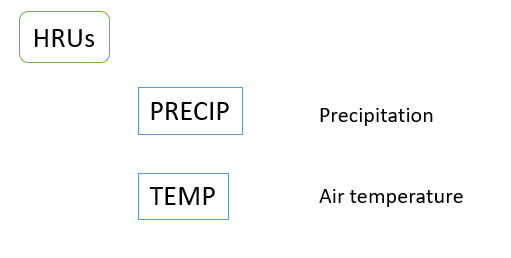 HRUs
PRECIP Precipitation
TEMP Air temperature